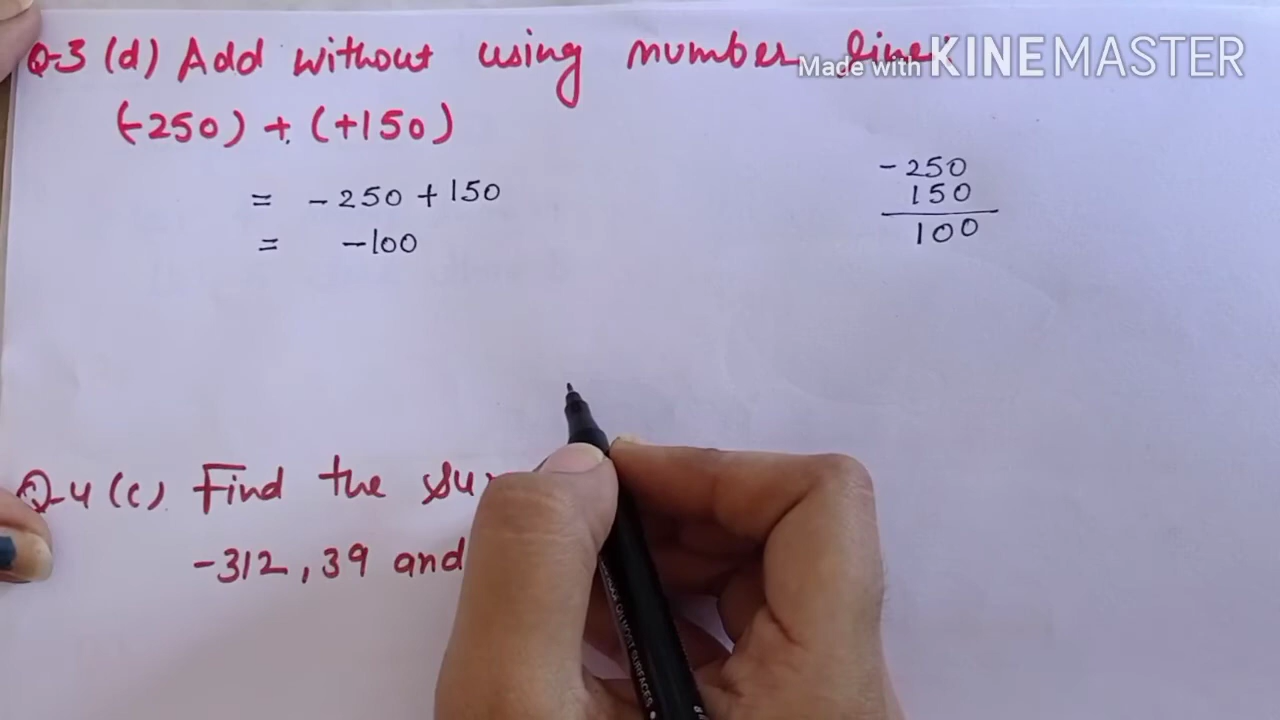 Q-3 (d) Add without using number line:
Made with KINEMASTER
(-250) + (+150)
= -250 + 150
= -100
-250
150
100
Q-4 (c). Find the
-312, 39 and